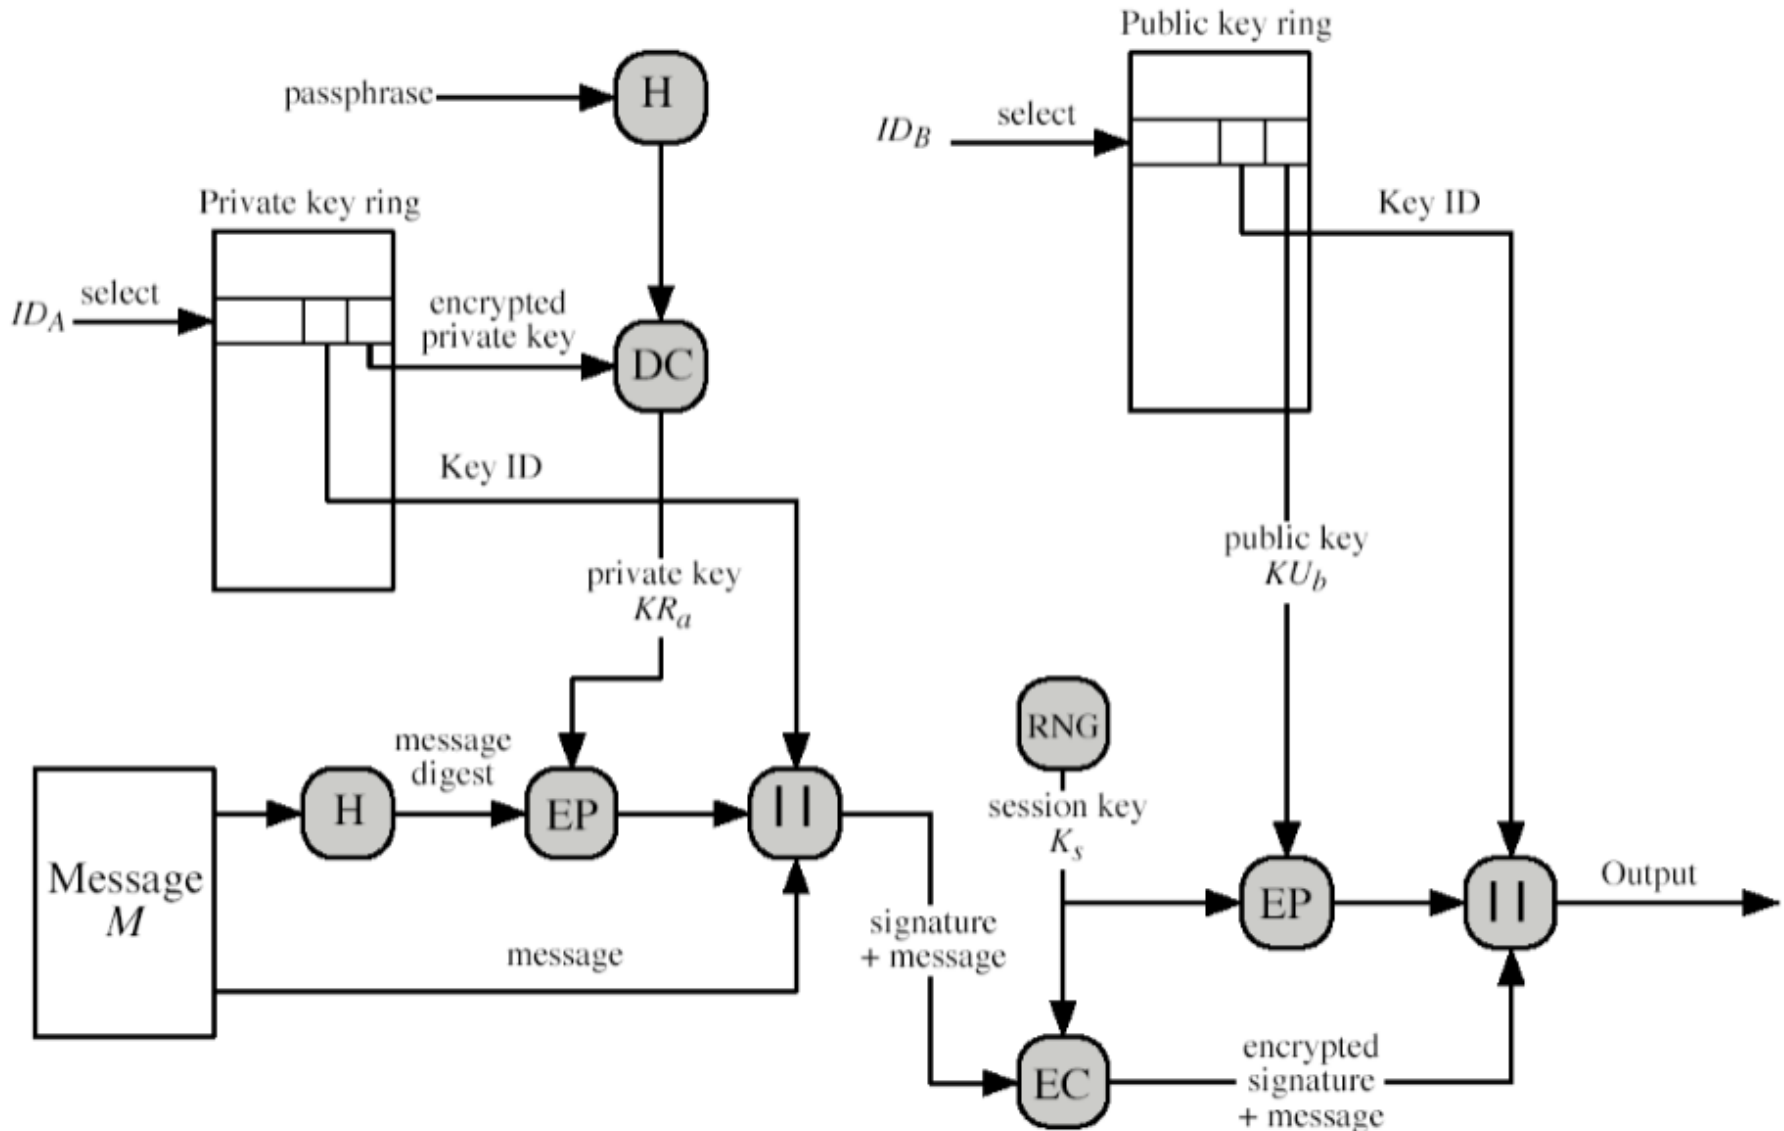 Public key ring
passphrase
H
ID_B
select
Private key ring
Key ID
ID_A
select
encrypted
private key
DC
Key ID
public key
KU_b
private key
KR_a
RNG
message
digest
session key
K_s
H
EP
||
Message
M
message
signature
+ message
EP
||
Output
EC
encrypted
signature
+ message